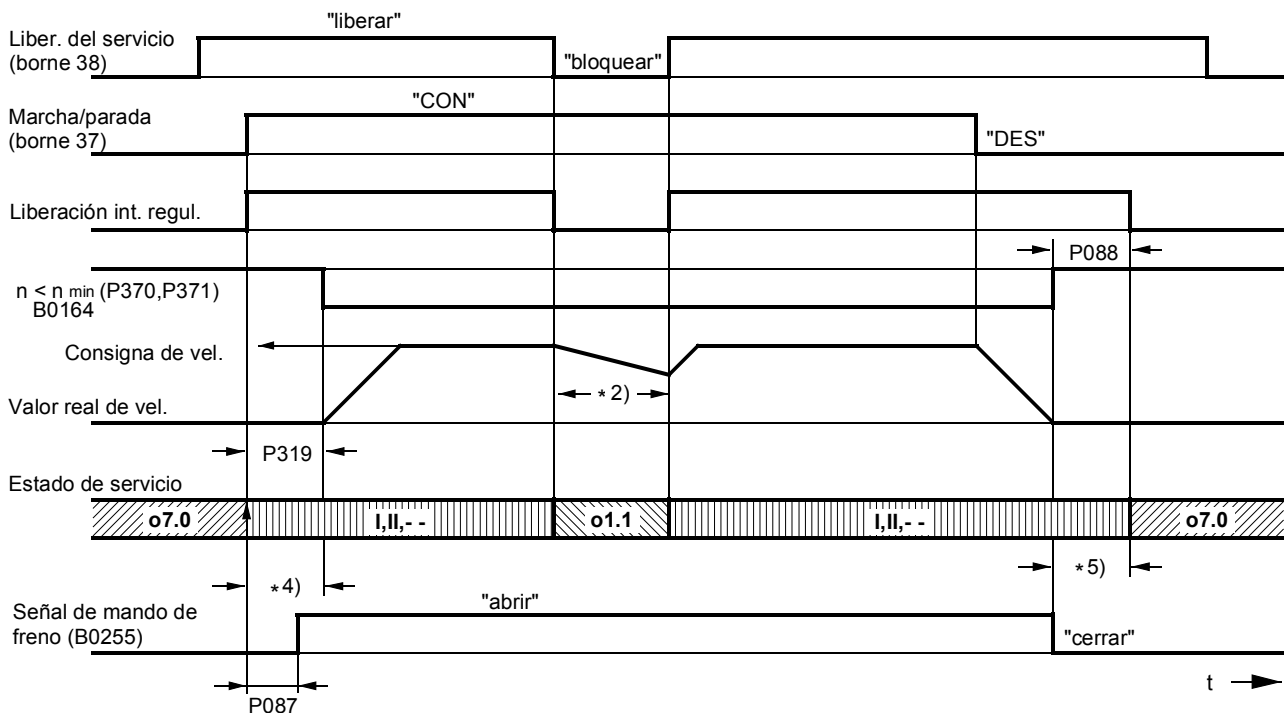 "liberar"
Liber. del servicio
(borne 38)
"bloquear"
"CON"
Marcha/parada
(borne 37)
"DES"
Liberación int. regul.
P088
n < n min (P370,P371)
B0164
Consigna de vel.
* 2)
Valor real de vel.
P319
Estado de servicio
o7.0
I,II,- -
o1.1
I,II,- -
o7.0
* 4)
* 5)
"abrir"
Señal de mando de
freno (B0255)
"cerrar"
t
P087